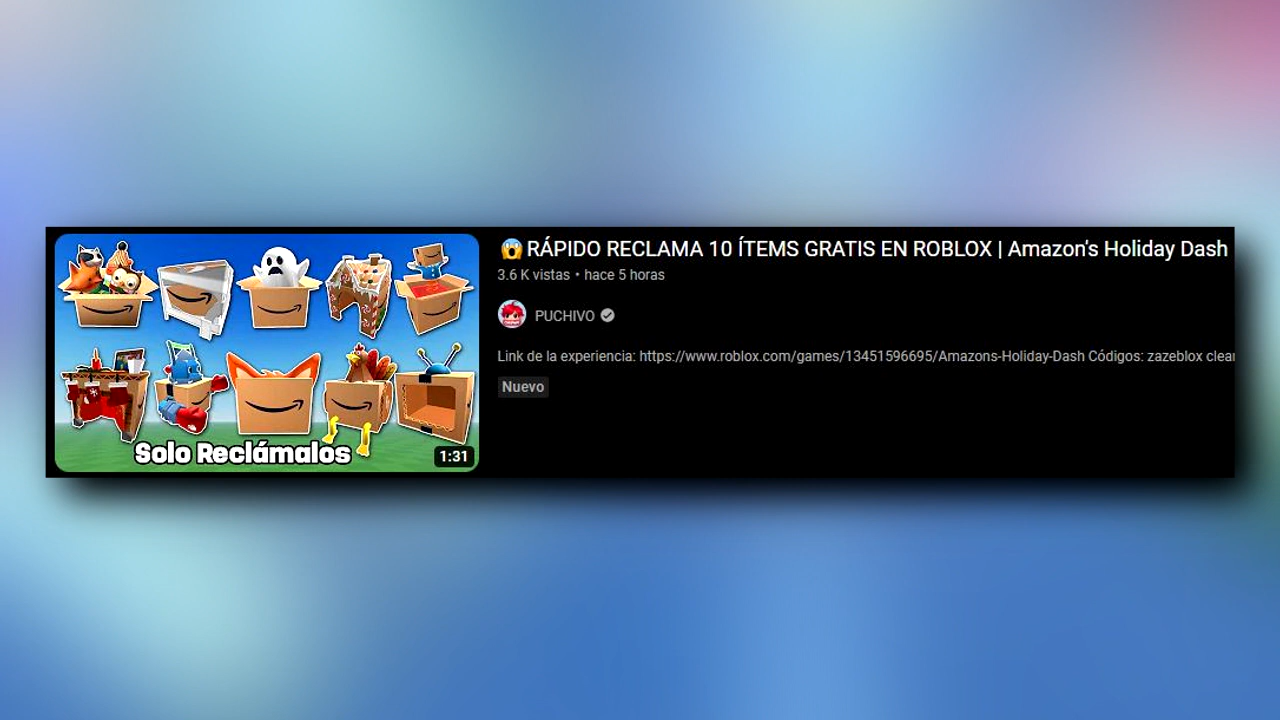 😱 RÁPIDO RECLAMA 10 ÍTEMS GRATIS EN ROBLOX | Amazon's Holiday Dash
3.6 K vistas • hace 5 horas
PUCHIVO
Link de la experiencia: https://www.roblox.com/games/13451596695/Amazons-Holiday-Dash Códigos: zazeblox
Nuevo
Solo Reclámalos
1:31